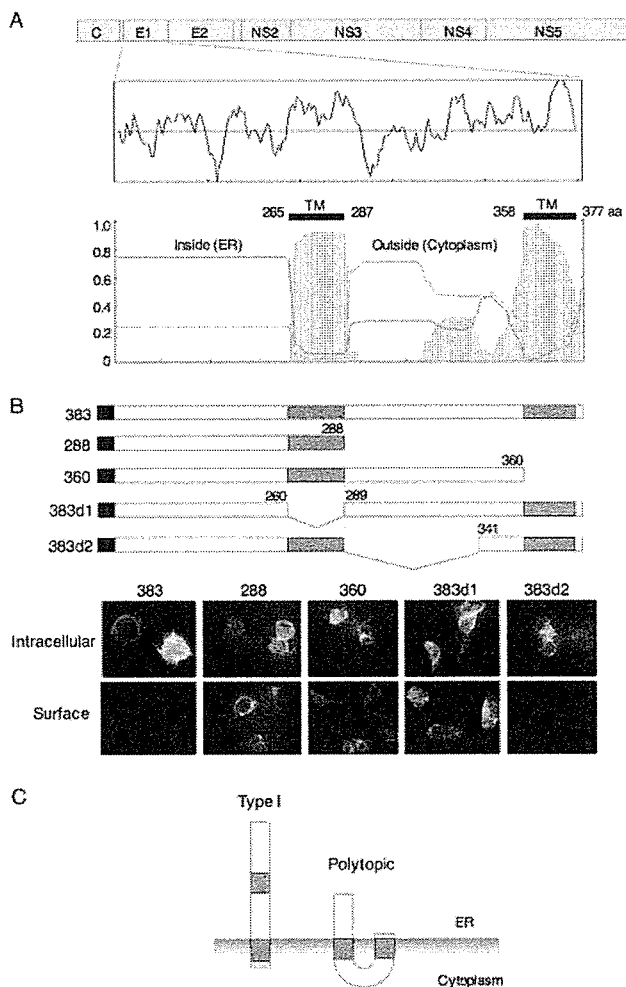 A
C E1 E2 NS2 NS3 NS4 NS5
TM TM
265 287 358 377 aa
1.0
0.8
0.6
0.4
0.2
0
Inside (ER) Outside (Cytoplasm)
B
383
288
288
360
360
260 289
383d1
341
383d2
383 288 360 383d1 383d2
Intracellular
Surface
C
Type I
Polytopic
ER
Cytoplasm